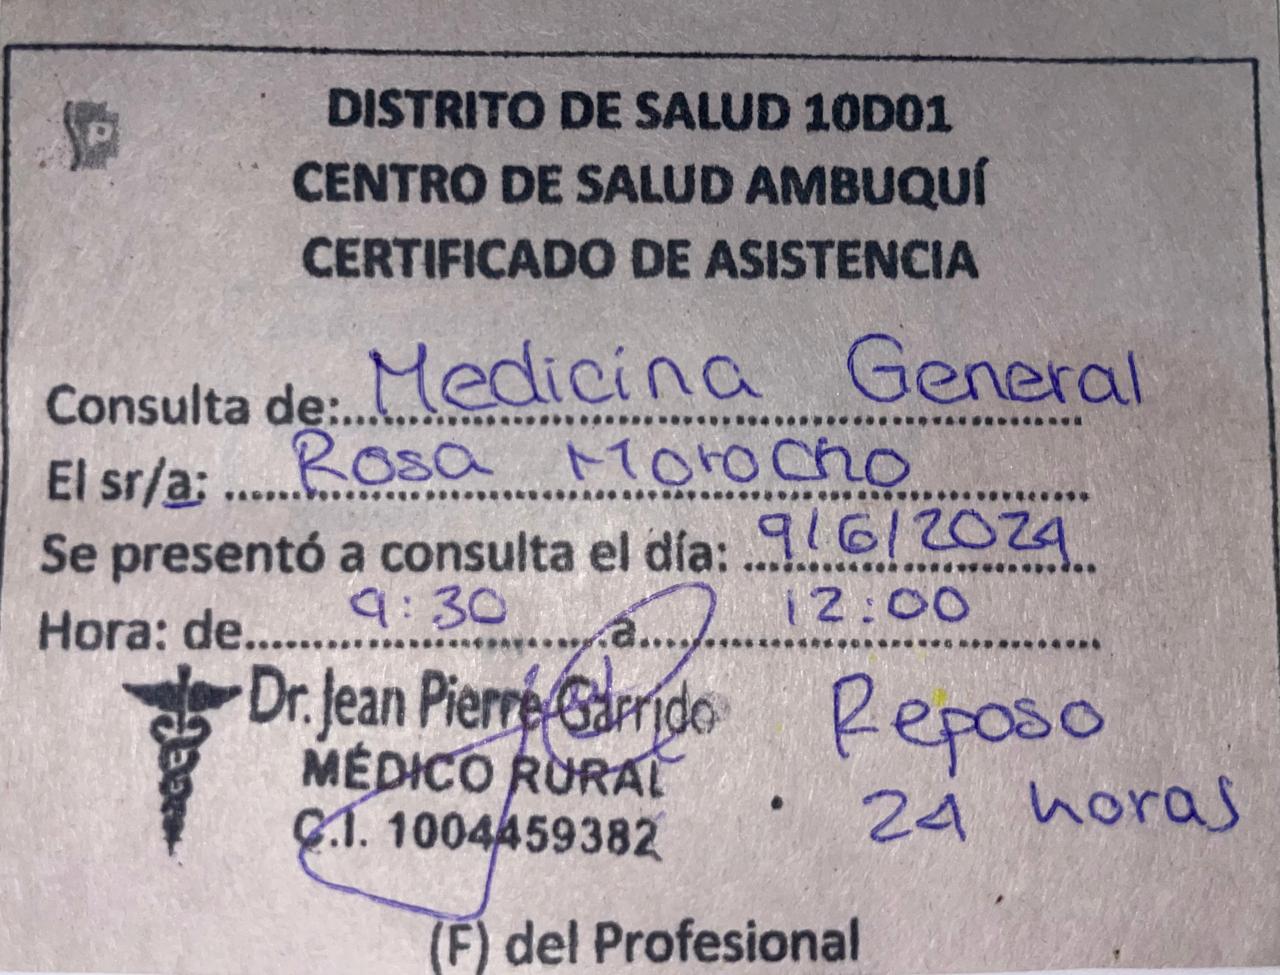 DISTRITO DE SALUD 10D01
CENTRO DE SALUD AMBUQUÍ
CERTIFICADO DE ASISTENCIA
Consulta de: Medicina General
El sr/a: Rosa Morocho
Se presentó a consulta el día: 9/6/2024
Hora: de 9:30 a 12:00
Dr. Jean Pierre Garrido
MÉDICO RURAL
C.I. 1004459382
Reposo
24 horas
(F) del Profesional